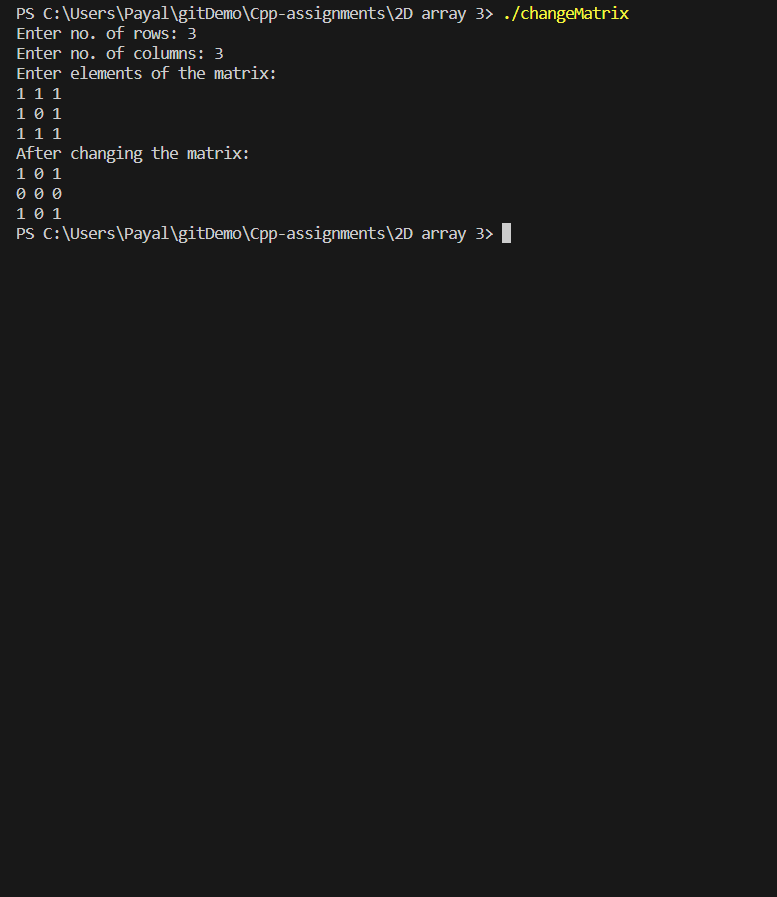 PS C:\Users\Payal\gitDemo\Cpp-assignments\2D array 3> ./changeMatrix
Enter no. of rows: 3
Enter no. of columns: 3
Enter elements of the matrix:
1 1 1
1 0 1
1 1 1
After changing the matrix:
1 0 1
0 0 0
1 0 1
PS C:\Users\Payal\gitDemo\Cpp-assignments\2D array 3>